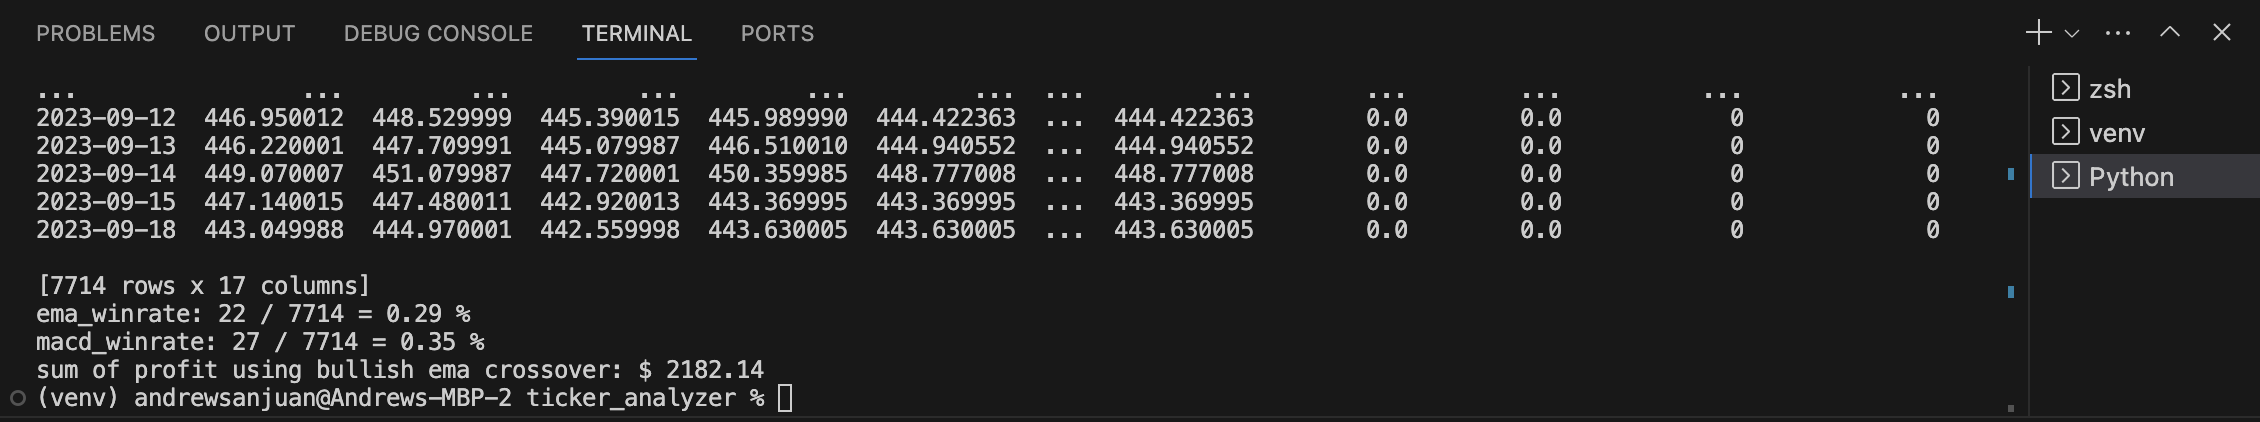 PROBLEMS OUTPUT DEBUG CONSOLE TERMINAL PORTS
... ... ... ... ... ... ... ... ... ... ... ...
2023-09-12 446.950012 448.529999 445.390015 445.989990 444.422363 ... 444.422363 0.0 0.0 0 0
2023-09-13 446.220001 447.709991 445.079987 446.510010 444.940552 ... 444.940552 0.0 0.0 0 0
2023-09-14 449.070007 451.079987 447.720001 450.359985 448.777008 ... 448.777008 0.0 0.0 0 0
2023-09-15 447.140015 447.480011 442.920013 443.369995 443.369995 ... 443.369995 0.0 0.0 0 0
2023-09-18 443.049988 444.970001 442.559998 443.630005 443.630005 ... 443.630005 0.0 0.0 0 0
[7714 rows x 17 columns]
ema_winrate: 22 / 7714 = 0.29 %
macd_winrate: 27 / 7714 = 0.35 %
sum of profit using bullish ema crossover: $ 2182.14
(venv) andrewsanjuan@Andrews-MBP-2 ticker_analyzer %
zsh
venv
Python